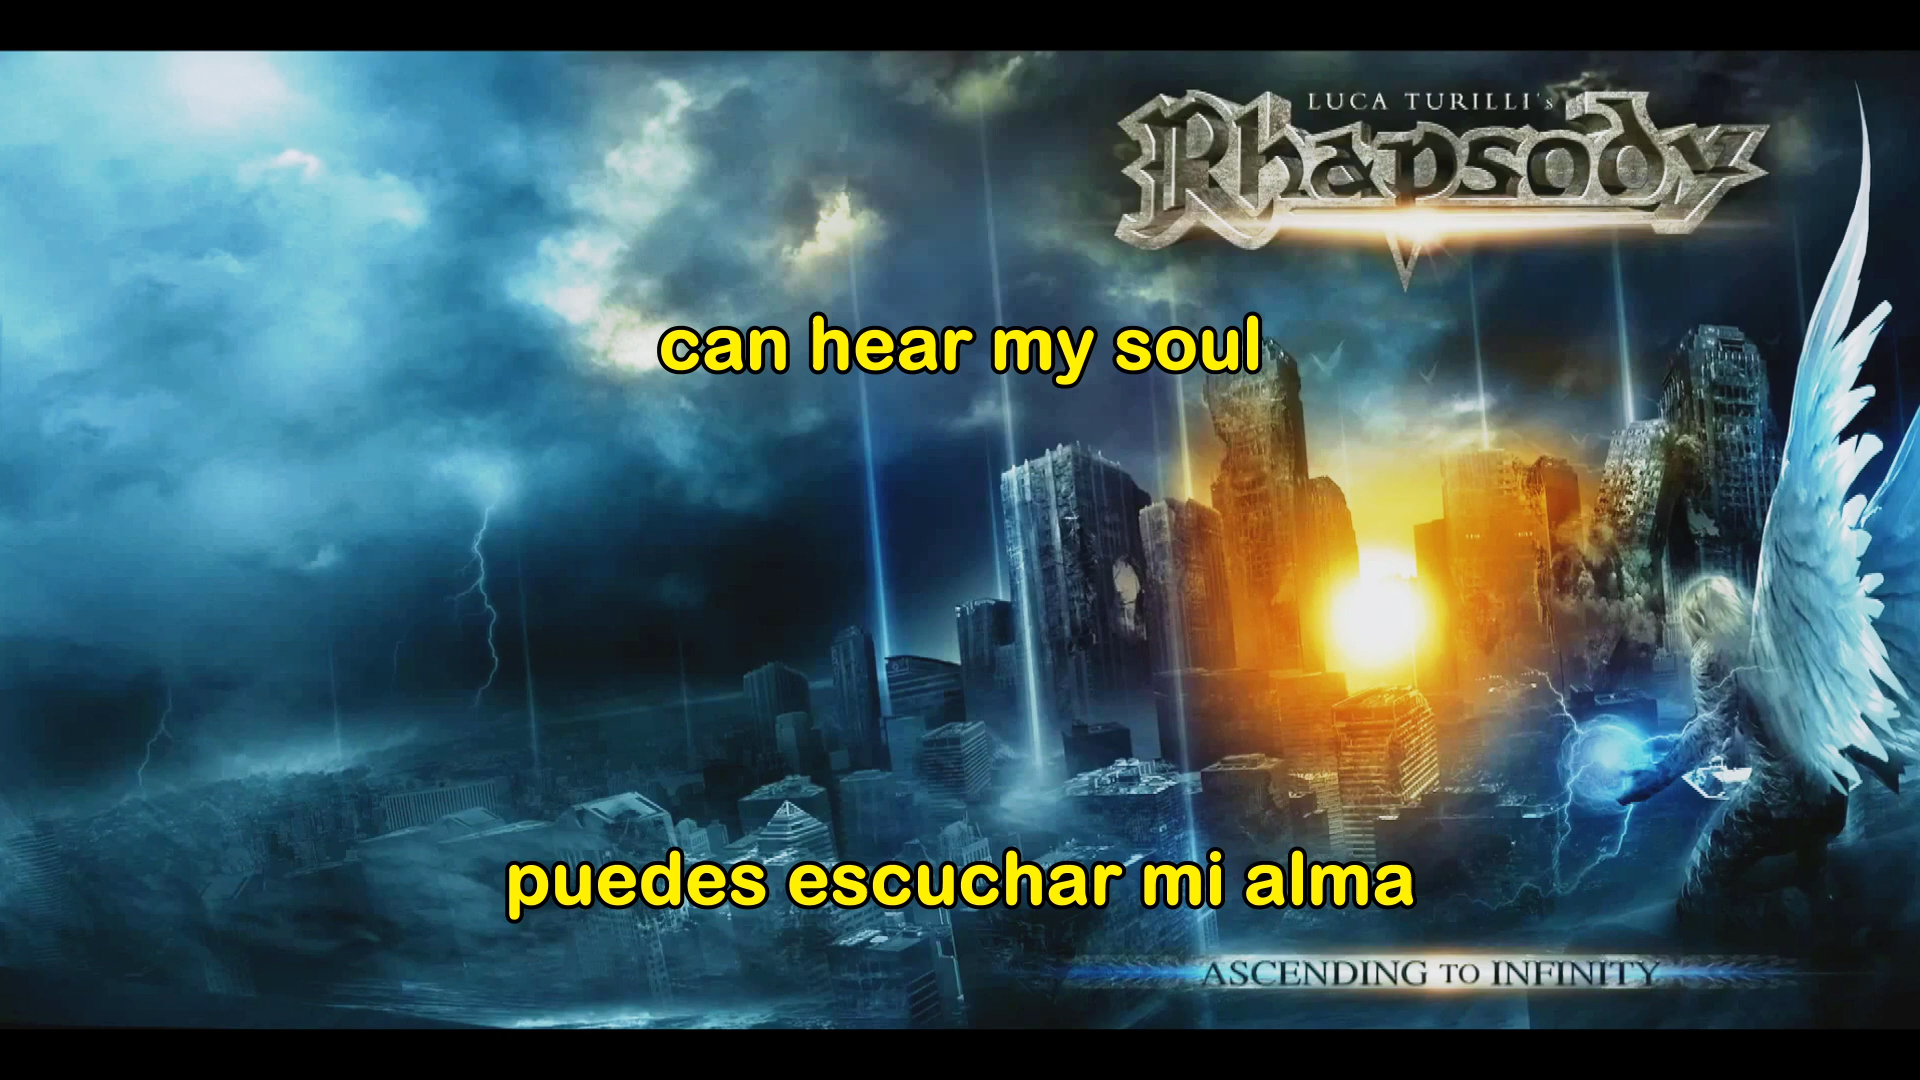 LUCA TURILLI's
Rhapsody
can hear my soul
puedes escuchar mi alma
ASCENDING TO INFINITY